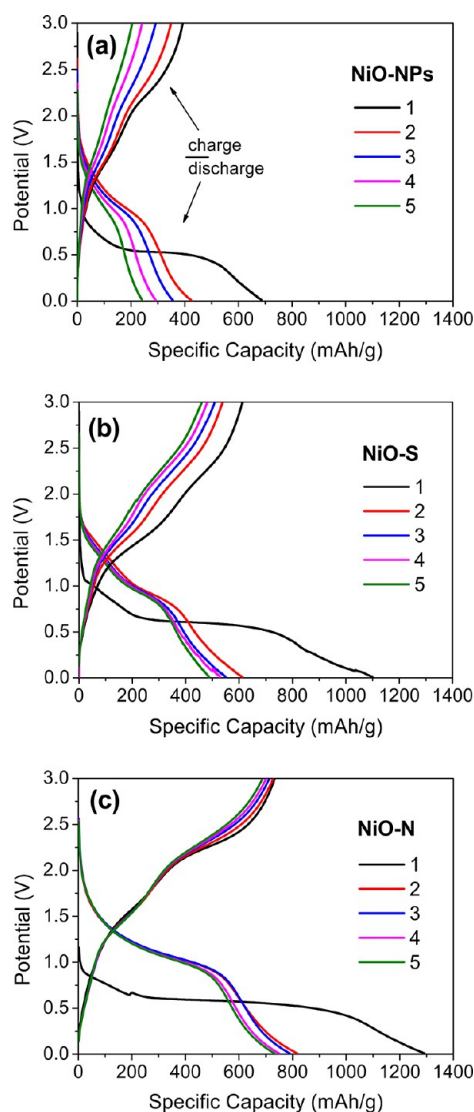 (a)
NiO-NPs
1
2
3
4
5
charge
discharge
Potential (V)
3.0
2.5
2.0
1.5
1.0
0.5
0.0
0 200 400 600 800 1000 1200 1400
Specific Capacity (mAh/g)
(b)
NiO-S
1
2
3
4
5
Potential (V)
3.0
2.5
2.0
1.5
1.0
0.5
0.0
0 200 400 600 800 1000 1200 1400
Specific Capacity (mAh/g)
(c)
NiO-N
1
2
3
4
5
Potential (V)
3.0
2.5
2.0
1.5
1.0
0.5
0.0
0 200 400 600 800 1000 1200 1400
Specific Capacity (mAh/g)